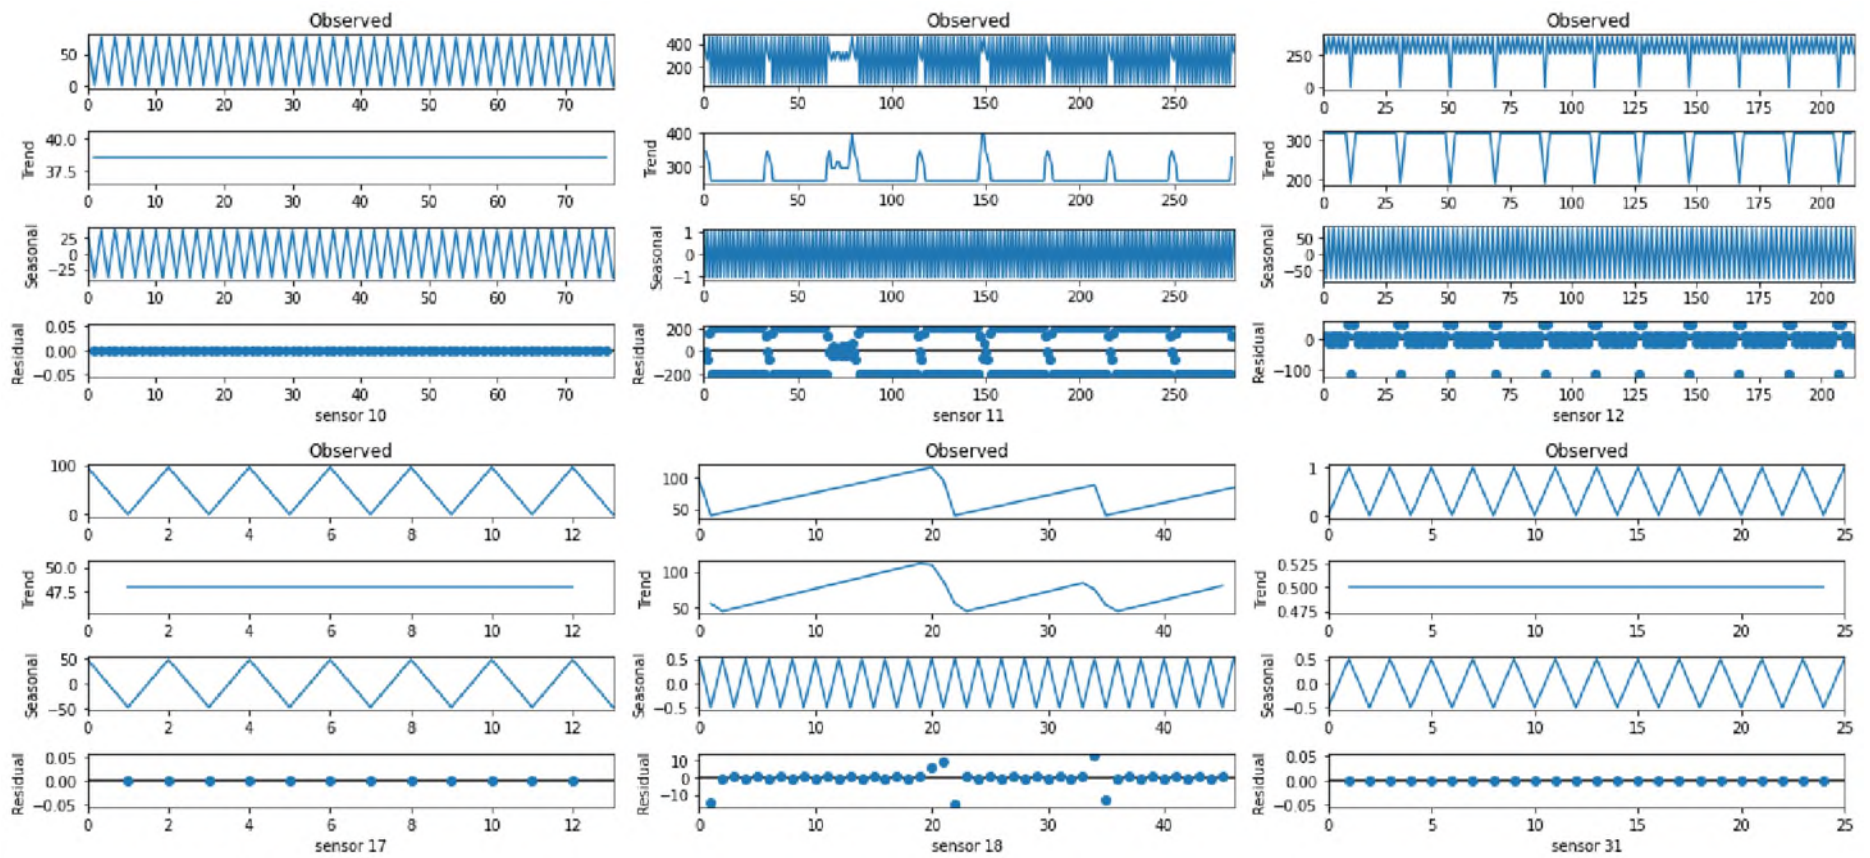 Observed
50
0
0 10 20 30 40 50 60 70
Trend
40.0
37.5
0 10 20 30 40 50 60 70
Seasonal
25
0
−25
0 10 20 30 40 50 60 70
Residual
0.05
0.00
−0.05
0 10 20 30 40 50 60 70
sensor 10
Observed
400
200
0 50 100 150 200 250
Trend
400
300
0 50 100 150 200 250
Seasonal
1
0
−1
0 50 100 150 200 250
Residual
200
0
−200
0 50 100 150 200 250
sensor 11
Observed
250
0
0 25 50 75 100 125 150 175 200
Trend
300
200
0 25 50 75 100 125 150 175 200
Seasonal
50
0
−50
0 25 50 75 100 125 150 175 200
Residual
0
−100
0 25 50 75 100 125 150 175 200
sensor 12
Observed
100
0
0 2 4 6 8 10 12
Trend
50.0
47.5
0 2 4 6 8 10 12
Seasonal
50
0
−50
0 2 4 6 8 10 12
Residual
0.05
0.00
−0.05
0 2 4 6 8 10 12
sensor 17
Observed
100
50
0 10 20 30 40
Trend
100
50
0 10 20 30 40
Seasonal
0.5
0.0
−0.5
0 10 20 30 40
Residual
10
0
−10
0 10 20 30 40
sensor 18
Observed
1
0
0 5 10 15 20 25
Trend
0.525
0.500
0.475
0 5 10 15 20 25
Seasonal
0.5
0.0
−0.5
0 5 10 15 20 25
Residual
0.05
0.00
−0.05
0 5 10 15 20 25
sensor 31